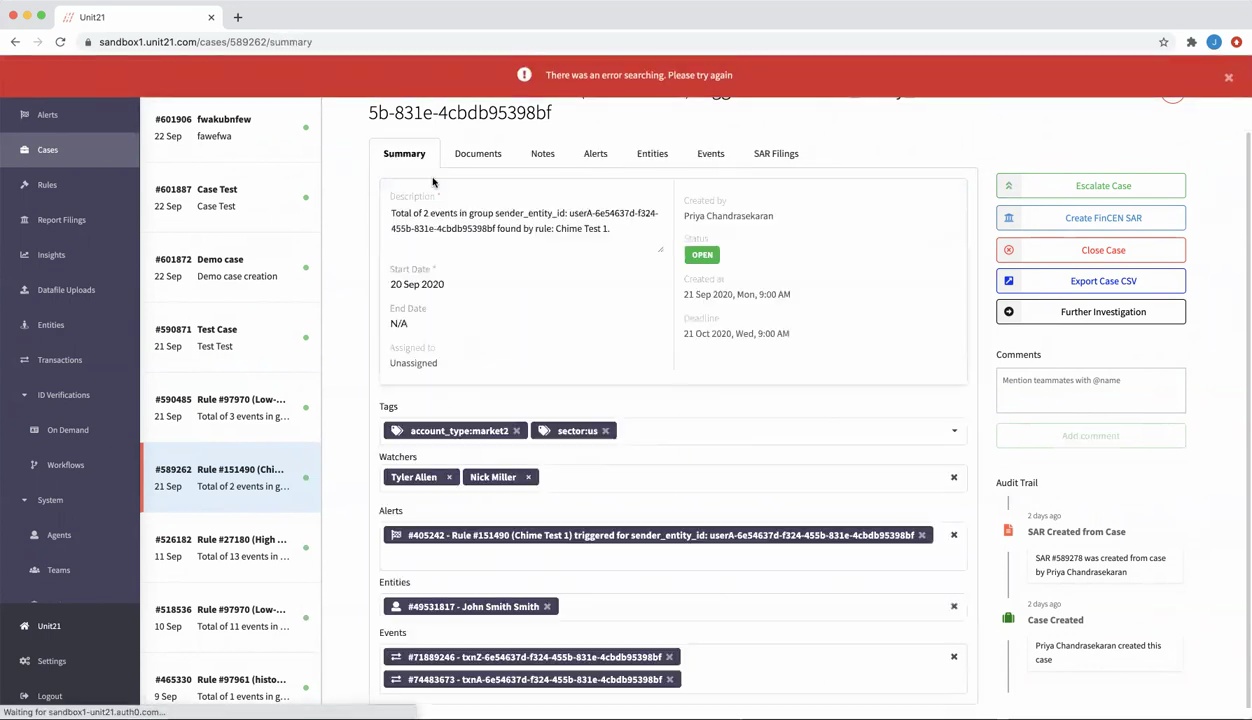 Unit21
sandbox1.unit21.com/cases/589262/summary
J
There was an error searching. Please try again
Alerts
Cases
Rules
Report Filings
Insights
Datafile Uploads
Entities
Transactions
ID Verifications
On Demand
Workflows
System
Agents
Teams
Unit21
Settings
Logout
#601906 fwakubnfew
22 Sep fawefwa
#601887 Case Test
22 Sep Case Test
#601872 Demo case
22 Sep Demo case creation
#590871 Test Case
21 Sep Test Test
#590485 Rule #97970 (Low-...
21 Sep Total of 3 events in g...
#589262 Rule #151490 (Chi...
21 Sep Total of 2 events in g...
#526182 Rule #27180 (High ...
11 Sep Total of 13 events in ...
#518536 Rule #97970 (Low-...
10 Sep Total of 11 events in ...
#465330 Rule #97961 (histo...
9 Sep Total of 1 events in g...
5b-831e-4cbdb95398bf
Summary Documents Notes Alerts Entities Events SAR Filings
Description *
Total of 2 events in group sender_entity_id: userA-6e54637d-f324-
455b-831e-4cbdb95398bf found by rule: Chime Test 1.
Start Date *
20 Sep 2020
End Date
N/A
Assigned to
Unassigned
Created by
Priya Chandrasekaran
Status
OPEN
Created at
21 Sep 2020, Mon, 9:00 AM
Deadline
21 Oct 2020, Wed, 9:00 AM
Tags
account_type:market2 sector:us
Watchers
Tyler Allen Nick Miller
Alerts
#405242 - Rule #151490 (Chime Test 1) triggered for sender_entity_id: userA-6e54637d-f324-455b-831e-4cbdb95398bf
Entities
#49531817 - John Smith Smith
Events
#71889246 - txnZ-6e54637d-f324-455b-831e-4cbdb95398bf
#74483673 - txnA-6e54637d-f324-455b-831e-4cbdb95398bf
Escalate Case
Create FinCEN SAR
Close Case
Export Case CSV
Further Investigation
Comments
Mention teammates with @name
Add comment
Audit Trail
2 days ago
SAR Created from Case
SAR #589278 was created from case
by Priya Chandrasekaran
2 days ago
Case Created
Priya Chandrasekaran created this
case
Waiting for sandbox1-unit21.auth0.com...